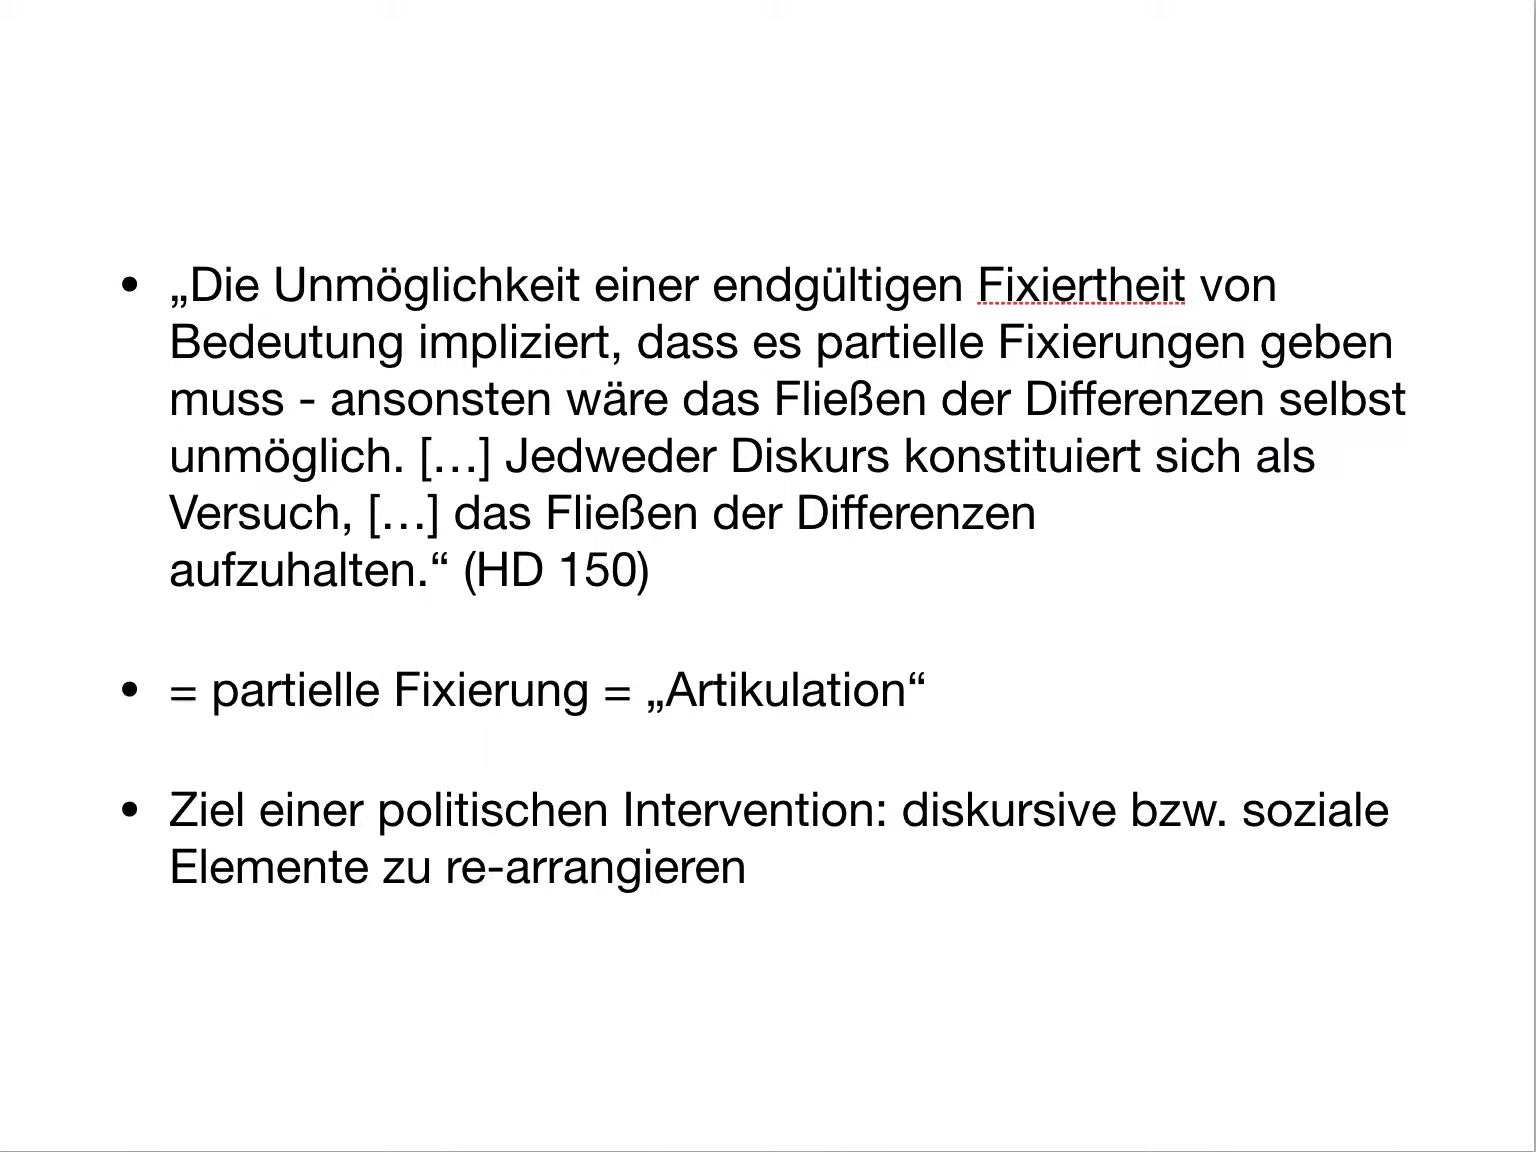 • „Die Unmöglichkeit einer endgültigen Fixiertheit von
Bedeutung impliziert, dass es partielle Fixierungen geben
muss - ansonsten wäre das Fließen der Differenzen selbst
unmöglich. […] Jedweder Diskurs konstituiert sich als
Versuch, […] das Fließen der Differenzen
aufzuhalten.“ (HD 150)
• = partielle Fixierung = „Artikulation“
• Ziel einer politischen Intervention: diskursive bzw. soziale
Elemente zu re-arrangieren